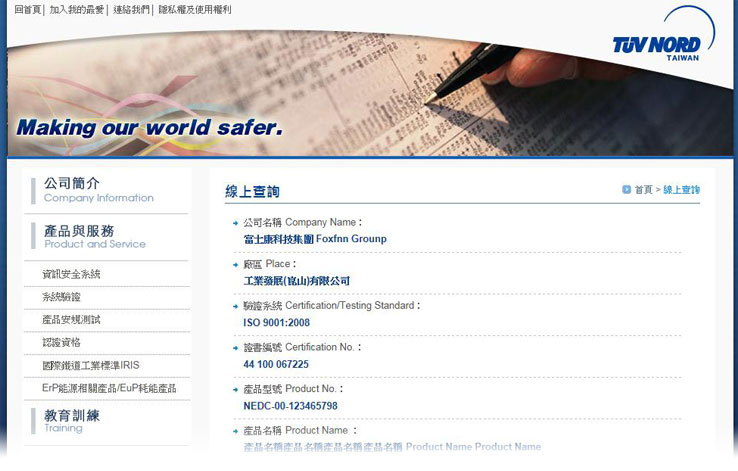 回首頁│ 加入我的最愛│ 連絡我們│ 隱私權及使用權利
TÜV NORD
TAIWAN
Making our world safer.
公司簡介
Company Information
產品與服務
Product and Service
資訊安全系統
系統驗證
產品安規測試
認證資格
國際鐵道工業標準IRIS
ErP能源相關產品/EuP耗能產品
教育訓練
Training
線上查詢
首頁 > 線上查詢
公司名稱 Company Name：
富士康科技集團 Foxfnn Grounp
廠區 Place：
工業發展(崑山)有限公司
驗證系統 Certification/Testing Standard：
ISO 9001:2008
證書編號 Certification No.：
44 100 067225
產品型號 Product No.：
NEDC-00-123465798
產品名稱 Product Name ：
產品名稱產品名稱產品名稱產品名稱 Product Name Product Name